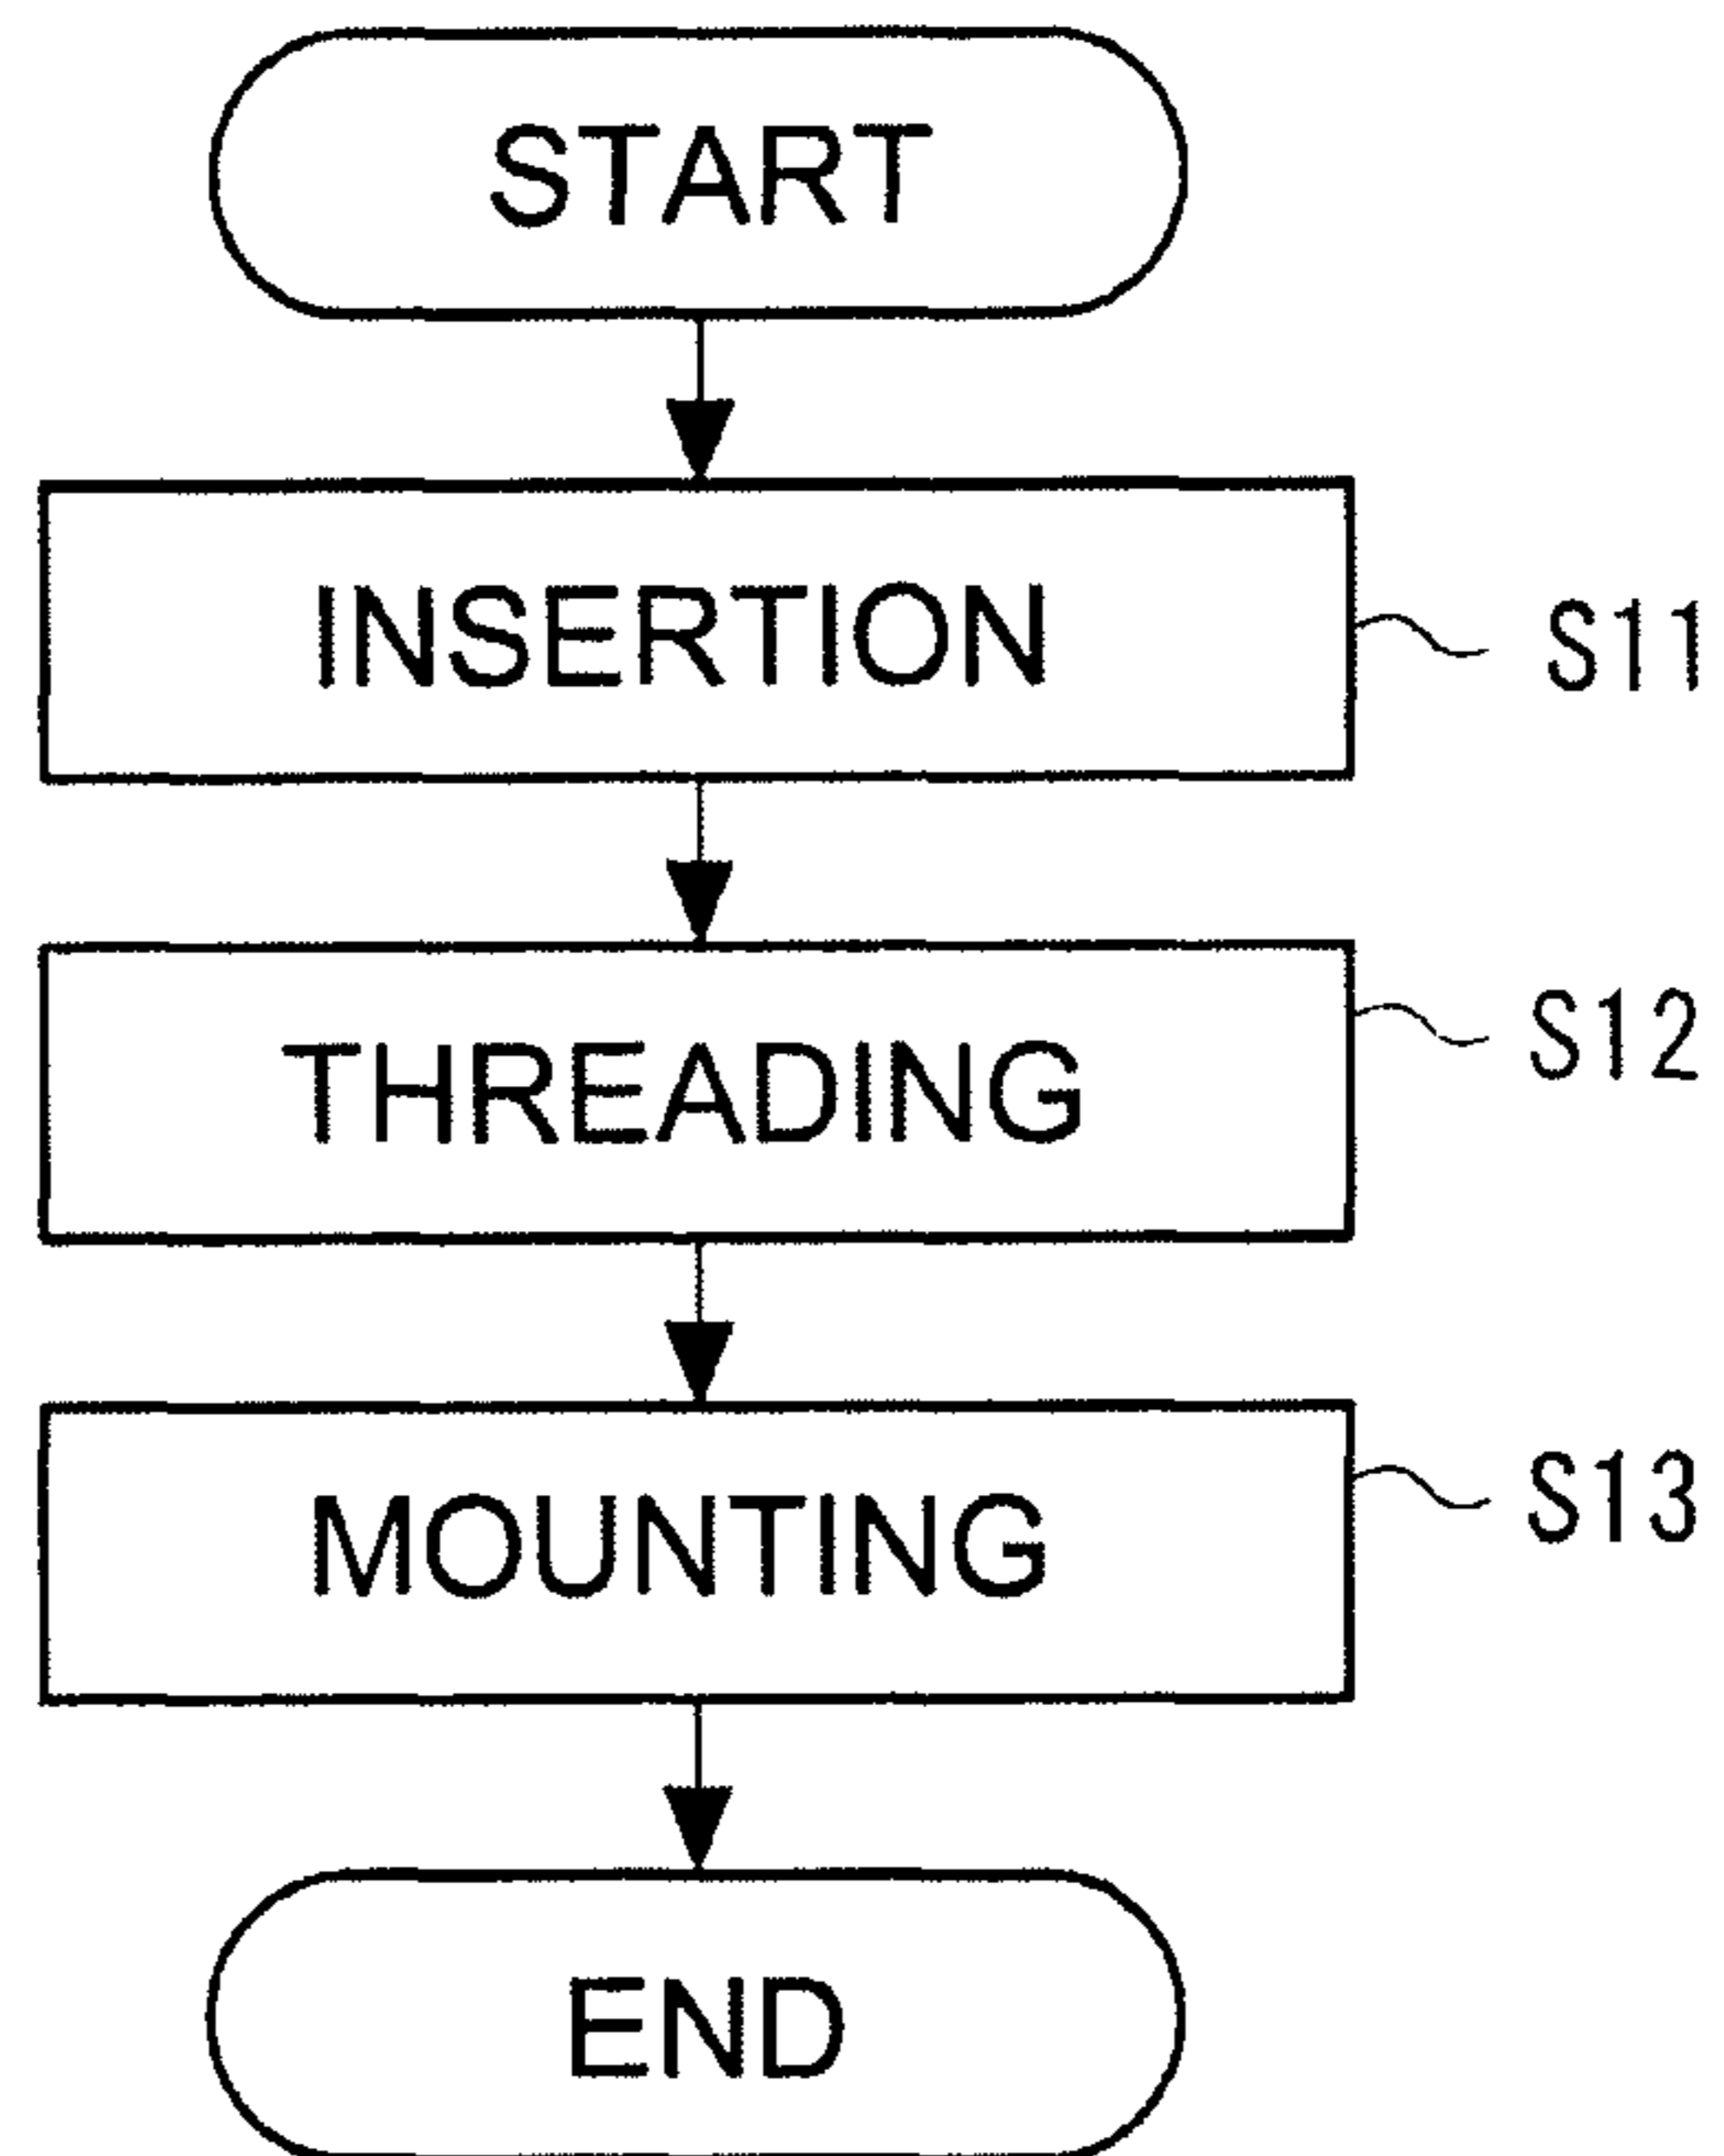 START
INSERTION
S11
THREADING
S12
MOUNTING
S13
END